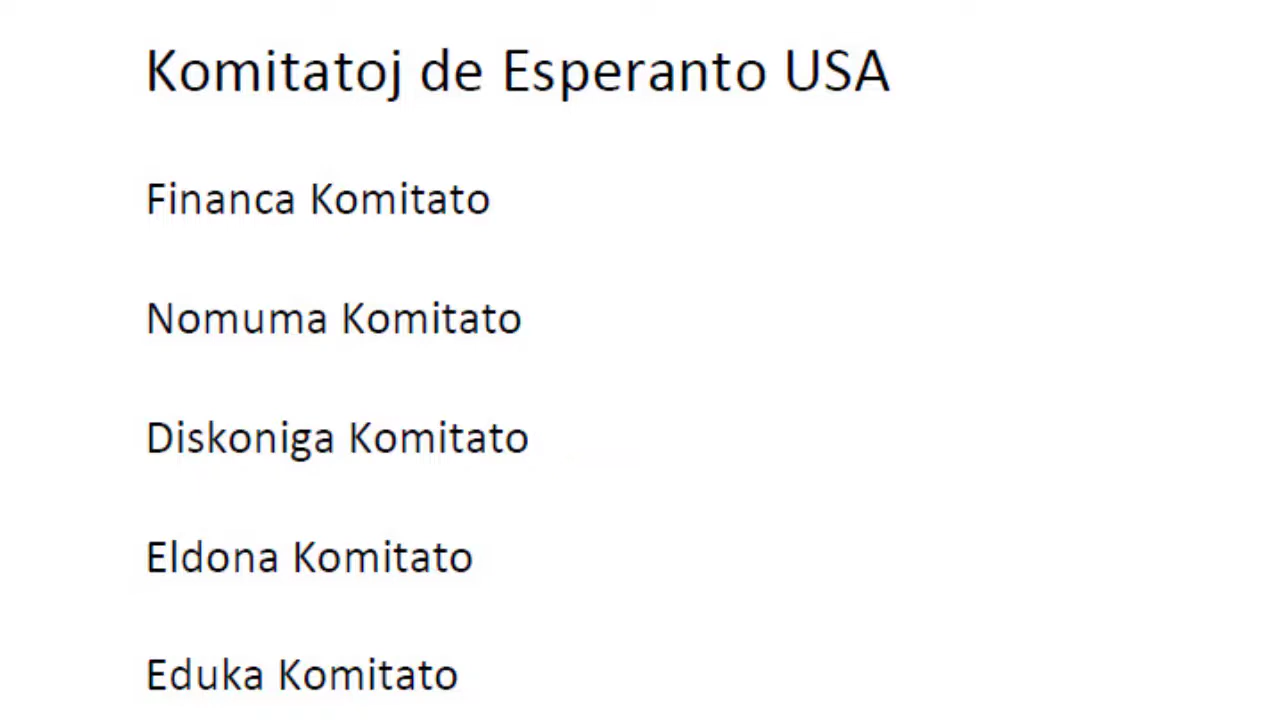 Komitatoj de Esperanto USA
Financa Komitato
Nomuma Komitato
Diskoniga Komitato
Eldona Komitato
Eduka Komitato